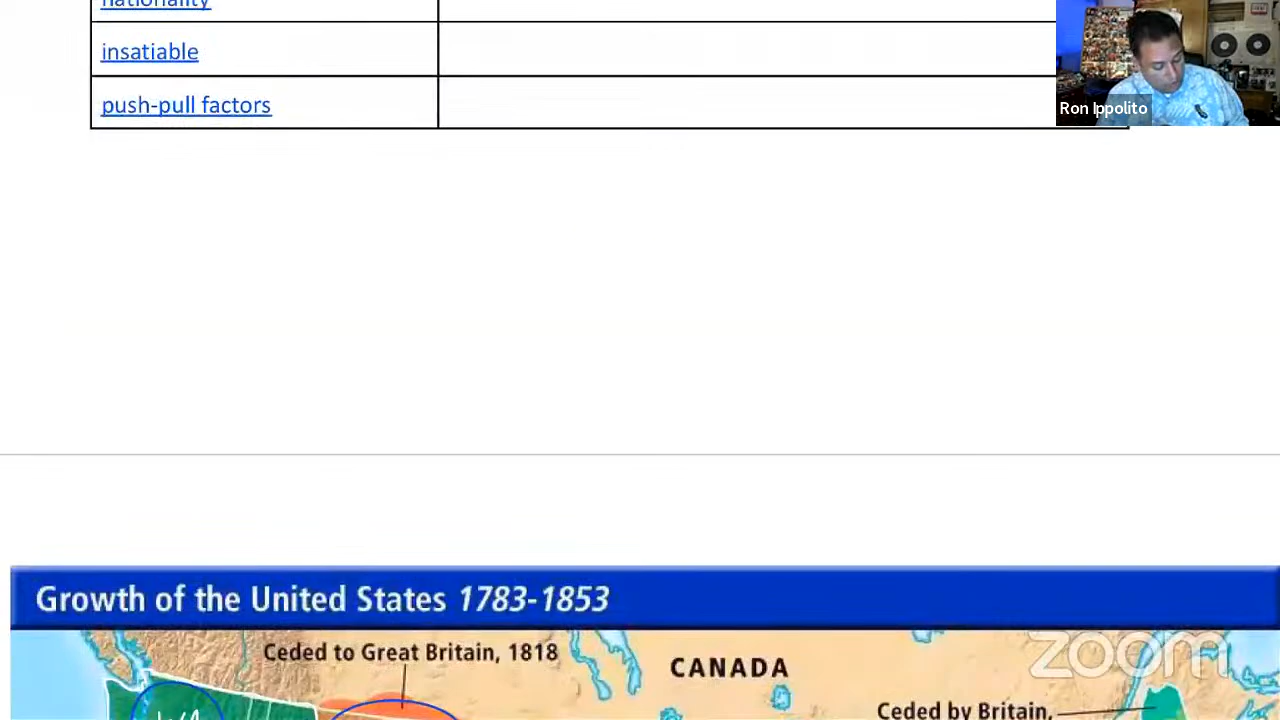 nationality
insatiable
push-pull factors
Ron Ippolito
Growth of the United States 1783-1853
Ceded to Great Britain, 1818
CANADA
zoom
WA
Ceded by Britain,